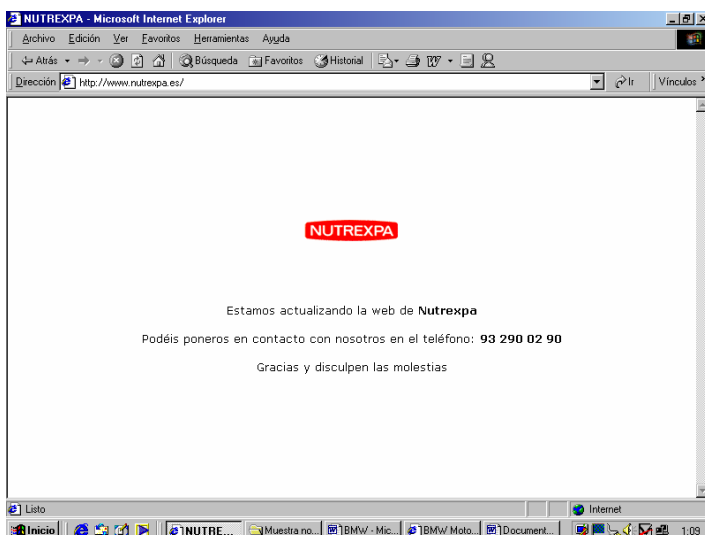 NUTREXPA - Microsoft Internet Explorer
Archivo Edición Ver Favoritos Herramientas Ayuda
Atrás Búsqueda Favoritos Historial
Dirección http://www.nutrexpa.es/ Ir Vínculos
NUTREXPA
Estamos actualizando la web de Nutrexpa
Podéis poneros en contacto con nosotros en el teléfono: 93 290 02 90
Gracias y disculpen las molestias
Listo Internet
Inicio NUTRE... Muestra no... BMW - Mic... BMW Moto... Document... 1:09